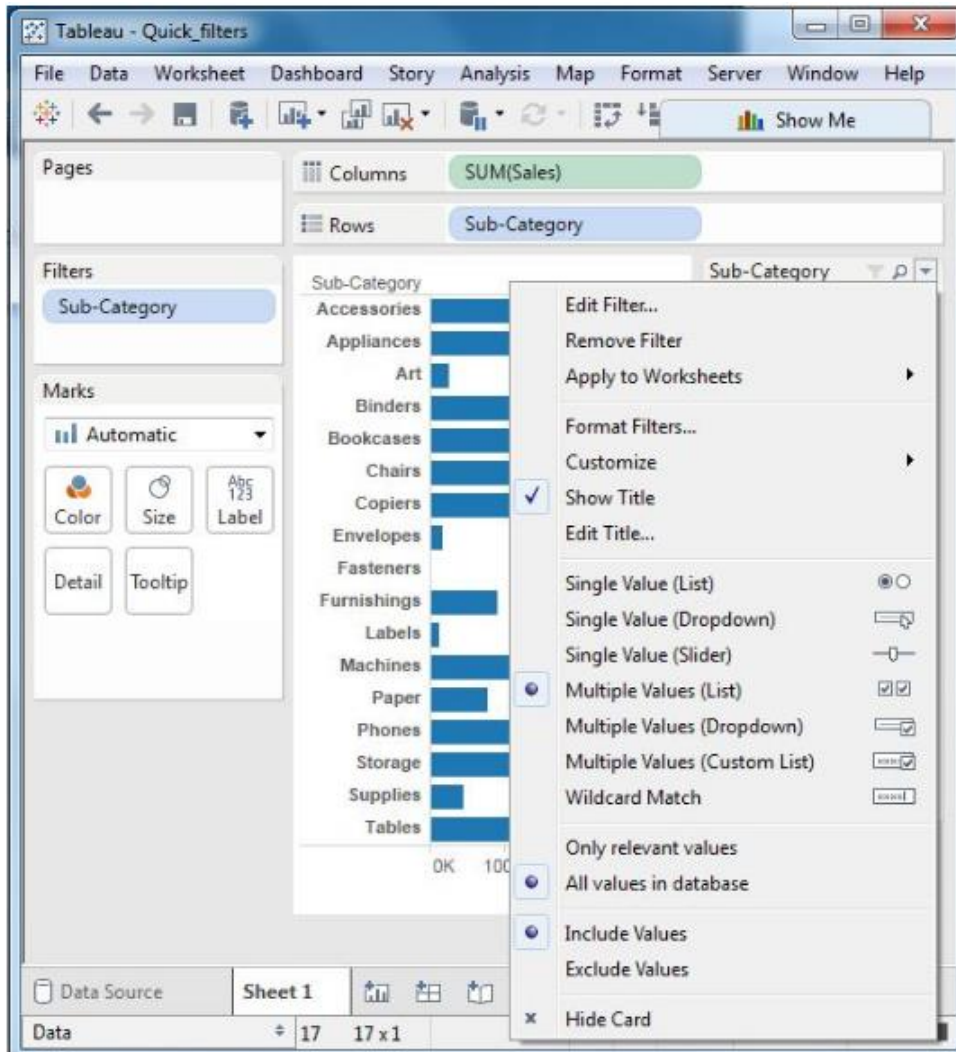 Tableau - Quick_filters
File Data Worksheet Dashboard Story Analysis Map Format Server Window Help
Show Me
Pages
Columns SUM(Sales)
Rows Sub-Category
Filters
Sub-Category
Marks
Automatic
Color Size Abc 123 Label
Detail Tooltip
Sub-Category
Accessories
Appliances
Art
Binders
Bookcases
Chairs
Copiers
Envelopes
Fasteners
Furnishings
Labels
Machines
Paper
Phones
Storage
Supplies
Tables
0K 100
Sub-Category
Edit Filter...
Remove Filter
Apply to Worksheets
Format Filters...
Customize
Show Title
Edit Title...
Single Value (List)
Single Value (Dropdown)
Single Value (Slider)
Multiple Values (List)
Multiple Values (Dropdown)
Multiple Values (Custom List)
Wildcard Match
Only relevant values
All values in database
Include Values
Exclude Values
Hide Card
Data Source Sheet 1
Data 17 17 x 1